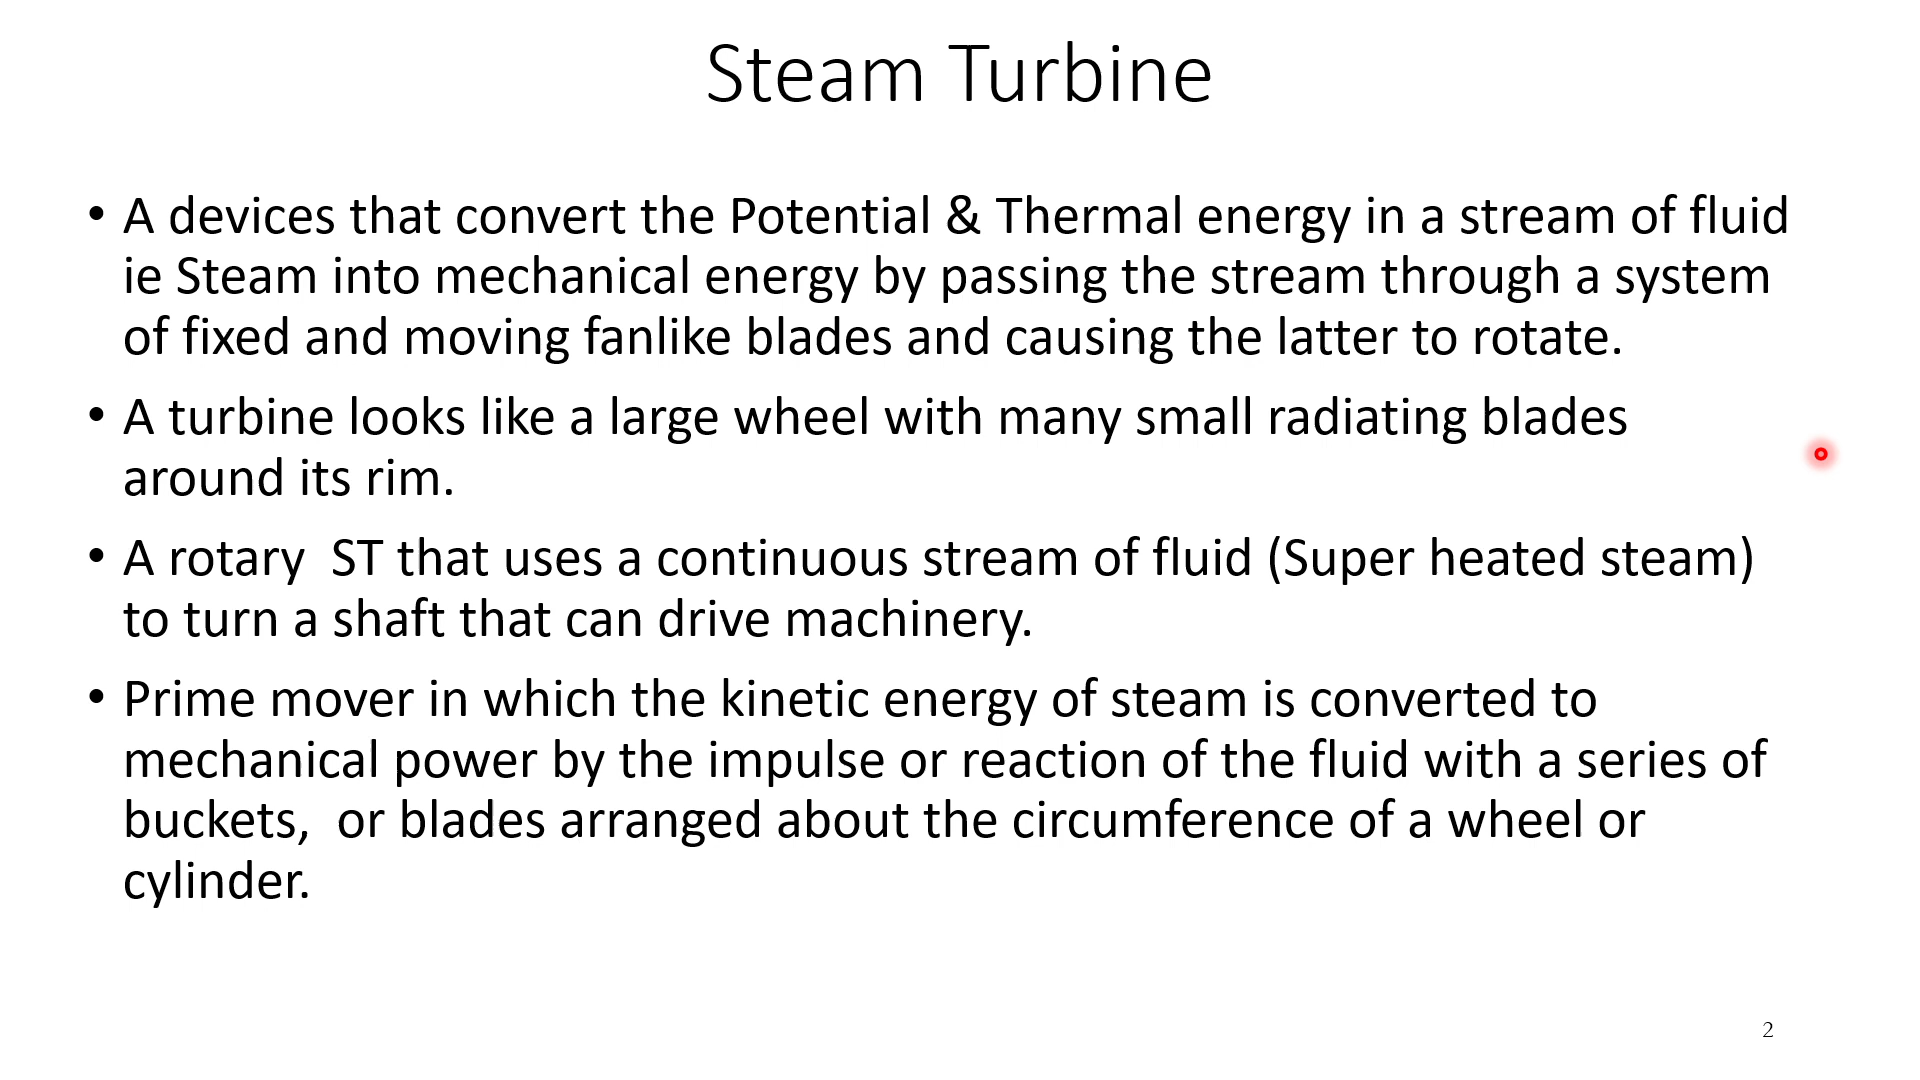 Steam Turbine
• A devices that convert the Potential & Thermal energy in a stream of fluid
ie Steam into mechanical energy by passing the stream through a system
of fixed and moving fanlike blades and causing the latter to rotate.
• A turbine looks like a large wheel with many small radiating blades
around its rim.
• A rotary  ST that uses a continuous stream of fluid (Super heated steam)
to turn a shaft that can drive machinery.
• Prime mover in which the kinetic energy of steam is converted to
mechanical power by the impulse or reaction of the fluid with a series of
buckets,  or blades arranged about the circumference of a wheel or
cylinder.
2